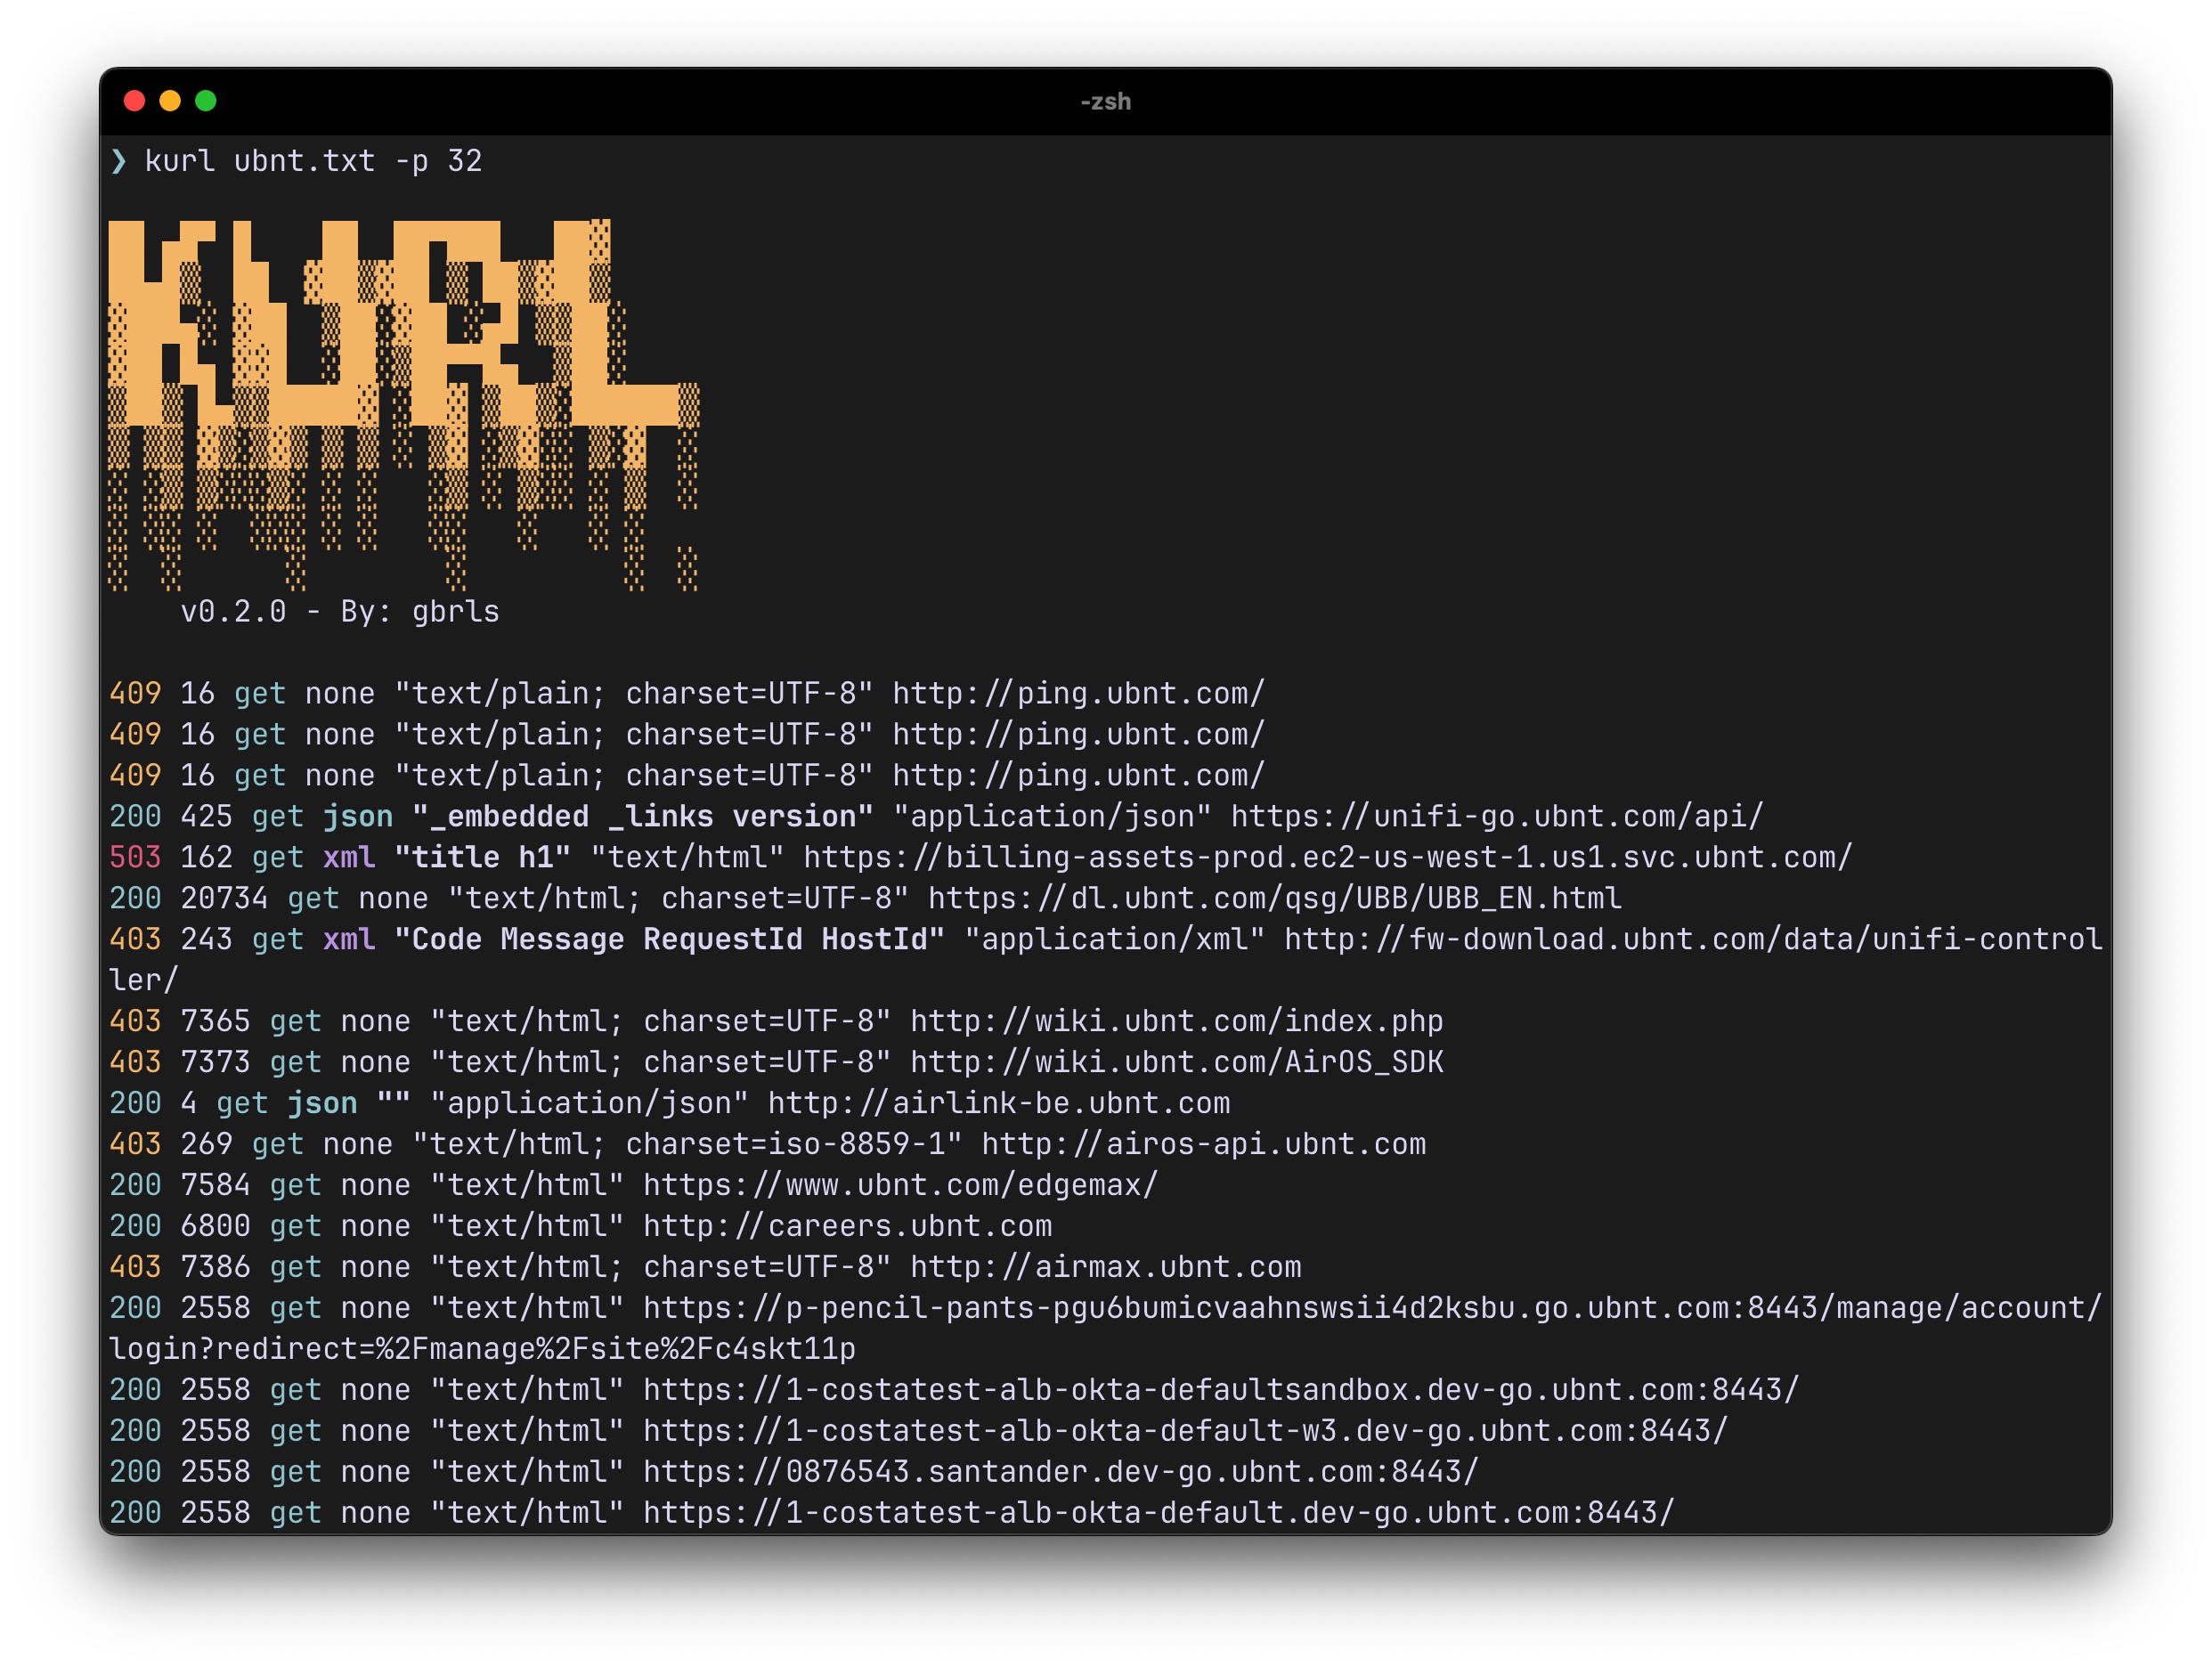 -zsh
❯ kurl ubnt.txt -p 32
KURL
v0.2.0 - By: gbrls
409 16 get none "text/plain; charset=UTF-8" http://ping.ubnt.com/
409 16 get none "text/plain; charset=UTF-8" http://ping.ubnt.com/
409 16 get none "text/plain; charset=UTF-8" http://ping.ubnt.com/
200 425 get json "_embedded _links version" "application/json" https://unifi-go.ubnt.com/api/
503 162 get xml "title h1" "text/html" https://billing-assets-prod.ec2-us-west-1.us1.svc.ubnt.com/
200 20734 get none "text/html; charset=UTF-8" https://dl.ubnt.com/qsg/UBB/UBB_EN.html
403 243 get xml "Code Message RequestId HostId" "application/xml" http://fw-download.ubnt.com/data/unifi-control
ler/
403 7365 get none "text/html; charset=UTF-8" http://wiki.ubnt.com/index.php
403 7373 get none "text/html; charset=UTF-8" http://wiki.ubnt.com/AirOS_SDK
200 4 get json "" "application/json" http://airlink-be.ubnt.com
403 269 get none "text/html; charset=iso-8859-1" http://airos-api.ubnt.com
200 7584 get none "text/html" https://www.ubnt.com/edgemax/
200 6800 get none "text/html" http://careers.ubnt.com
403 7386 get none "text/html; charset=UTF-8" http://airmax.ubnt.com
200 2558 get none "text/html" https://p-pencil-pants-pgu6bumicvaahnswsii4d2ksbu.go.ubnt.com:8443/manage/account/
login?redirect=%2Fmanage%2Fsite%2Fc4skt11p
200 2558 get none "text/html" https://1-costatest-alb-okta-defaultsandbox.dev-go.ubnt.com:8443/
200 2558 get none "text/html" https://1-costatest-alb-okta-default-w3.dev-go.ubnt.com:8443/
200 2558 get none "text/html" https://0876543.santander.dev-go.ubnt.com:8443/
200 2558 get none "text/html" https://1-costatest-alb-okta-default.dev-go.ubnt.com:8443/